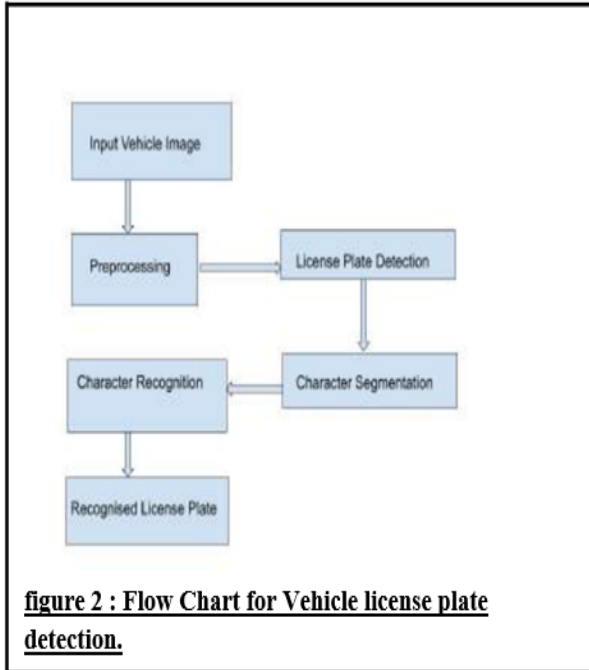 Input Vehicle Image
Preprocessing
License Plate Detection
Character Segmentation
Character Recognition
Recognised License Plate
figure 2 : Flow Chart for Vehicle license plate
detection.